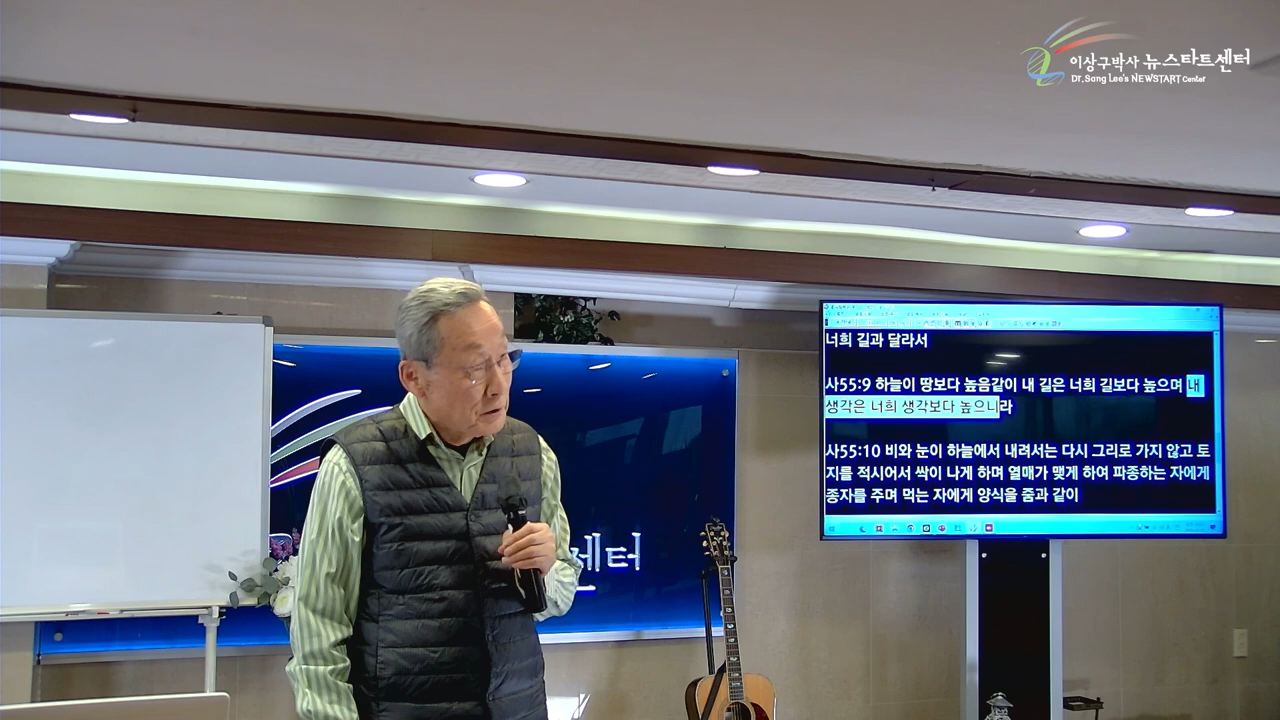 이상구박사 뉴스타트센터
Dr. Sang Lee's NEWSTART Center
너희 길과 달라서
사55:9 하늘이 땅보다 높음같이 내 길은 너희 길보다 높으며 내
생각은 너희 생각보다 높으니라
사55:10 비와 눈이 하늘에서 내려서는 다시 그리로 가지 않고 토
지를 적시어서 싹이 나게 하며 열매가 맺게 하여 파종하는 자에게
종자를 주며 먹는 자에게 양식을 줌과 같이
센터